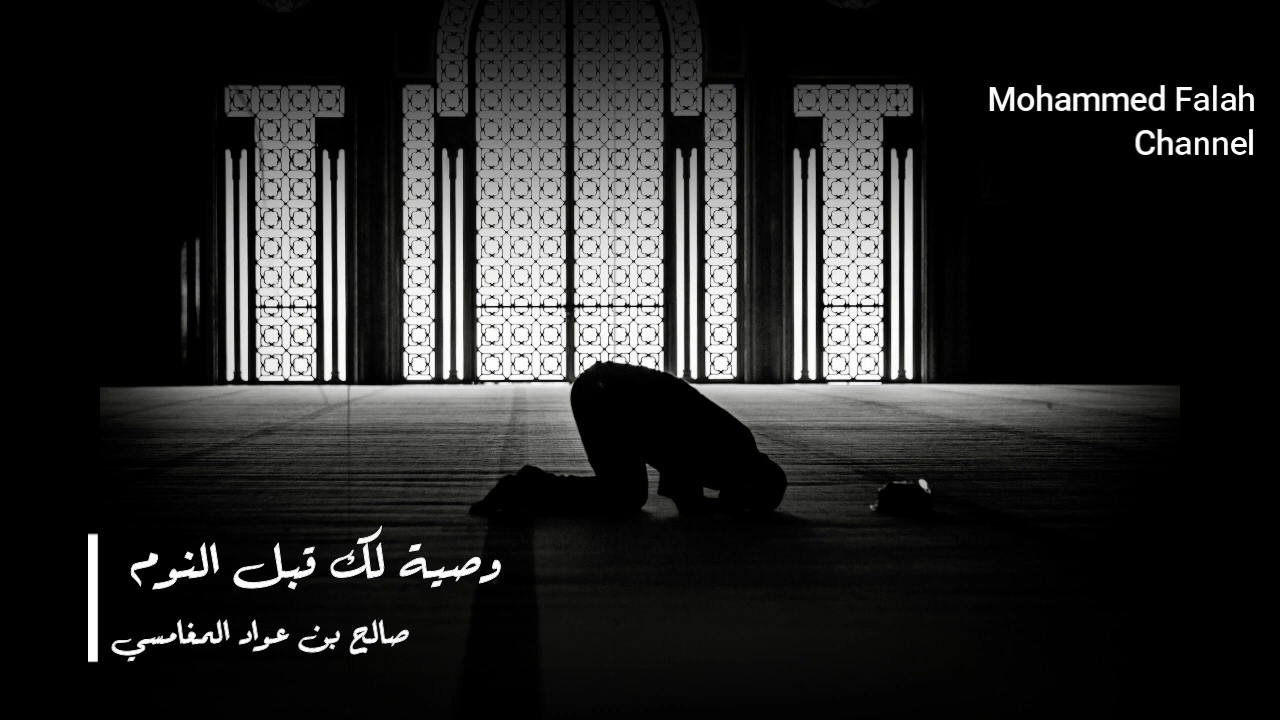 Mohammed Falah
Channel
وصية لك قبل النوم
صالح بن عواد المغامسي